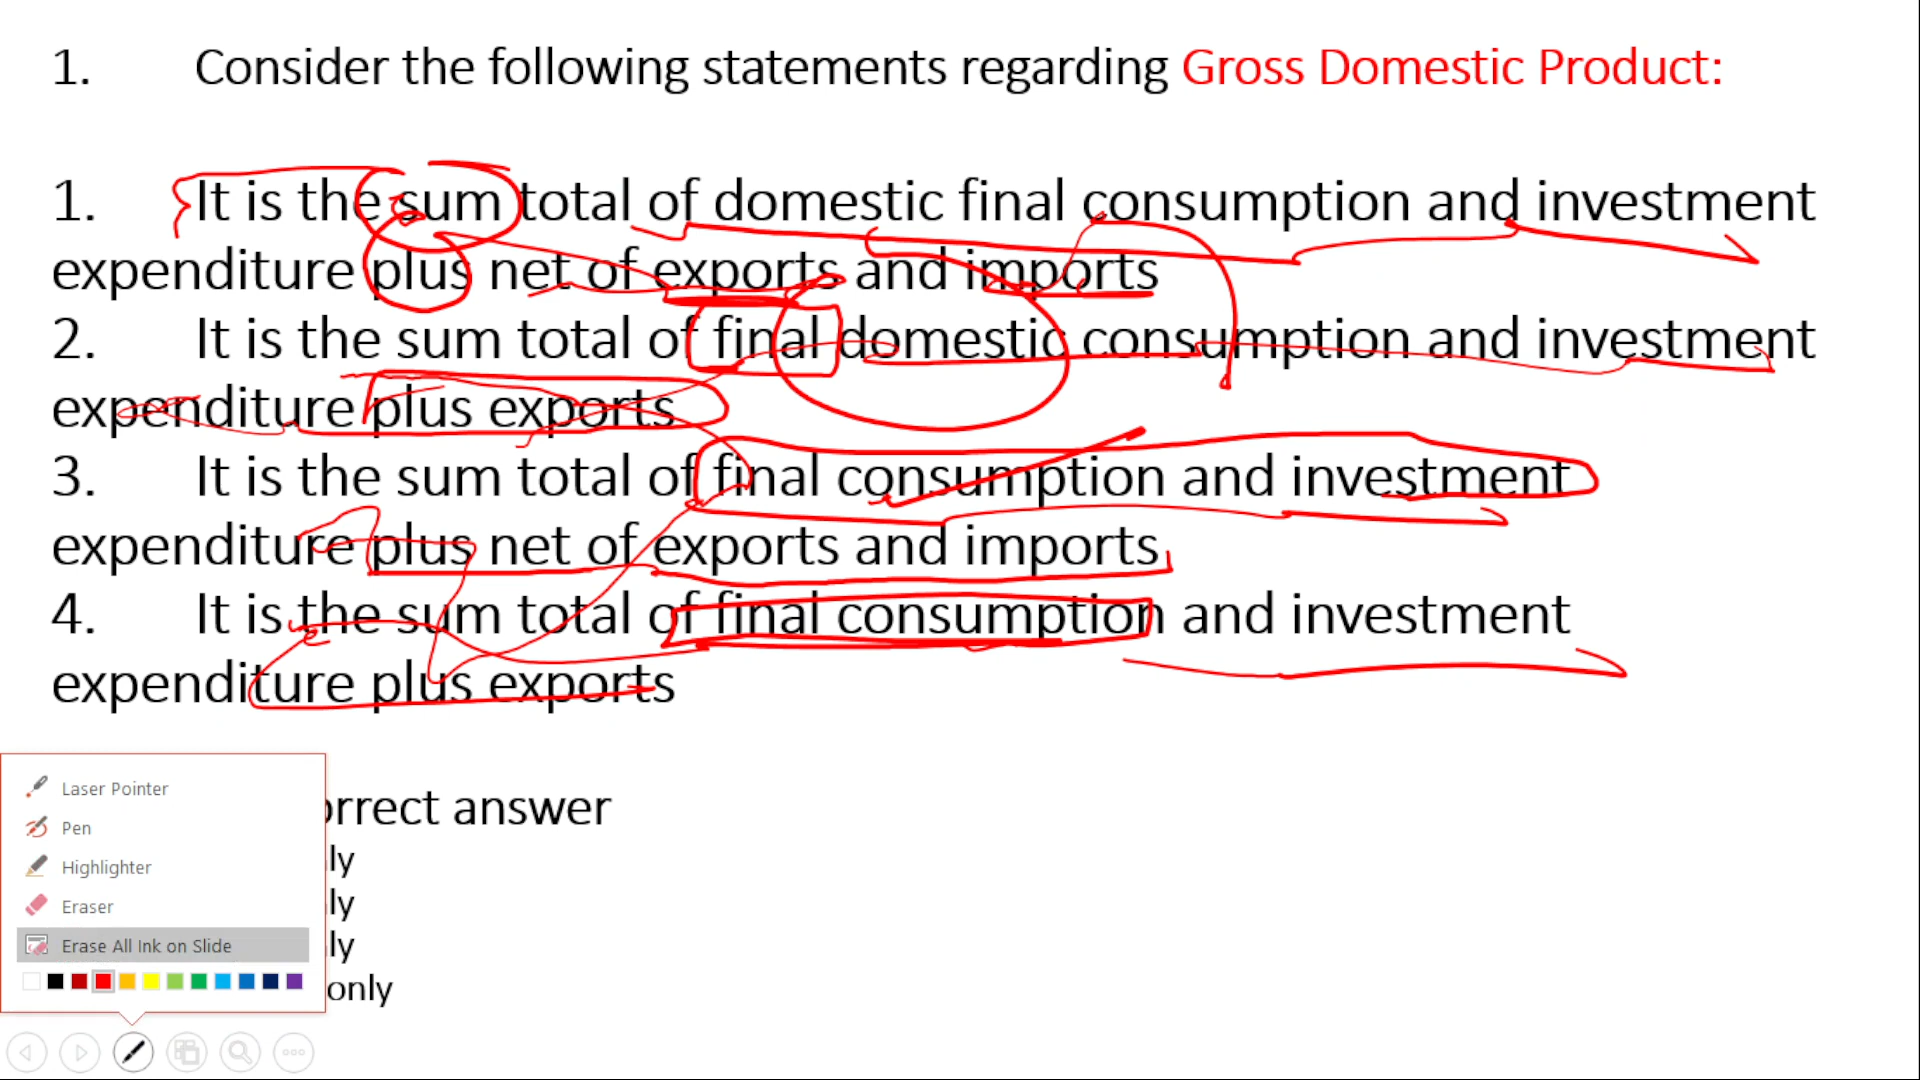 1. Consider the following statements regarding Gross Domestic Product:
1. It is the sum total of domestic final consumption and investment
expenditure plus net of exports and imports
2. It is the sum total of final domestic consumption and investment
expenditure plus exports
3. It is the sum total of final consumption and investment
expenditure plus net of exports and imports
4. It is the sum total of final consumption and investment
expenditure plus exports
orrect answer
ly
ly
ly
only
Laser Pointer
Pen
Highlighter
Eraser
Erase All Ink on Slide